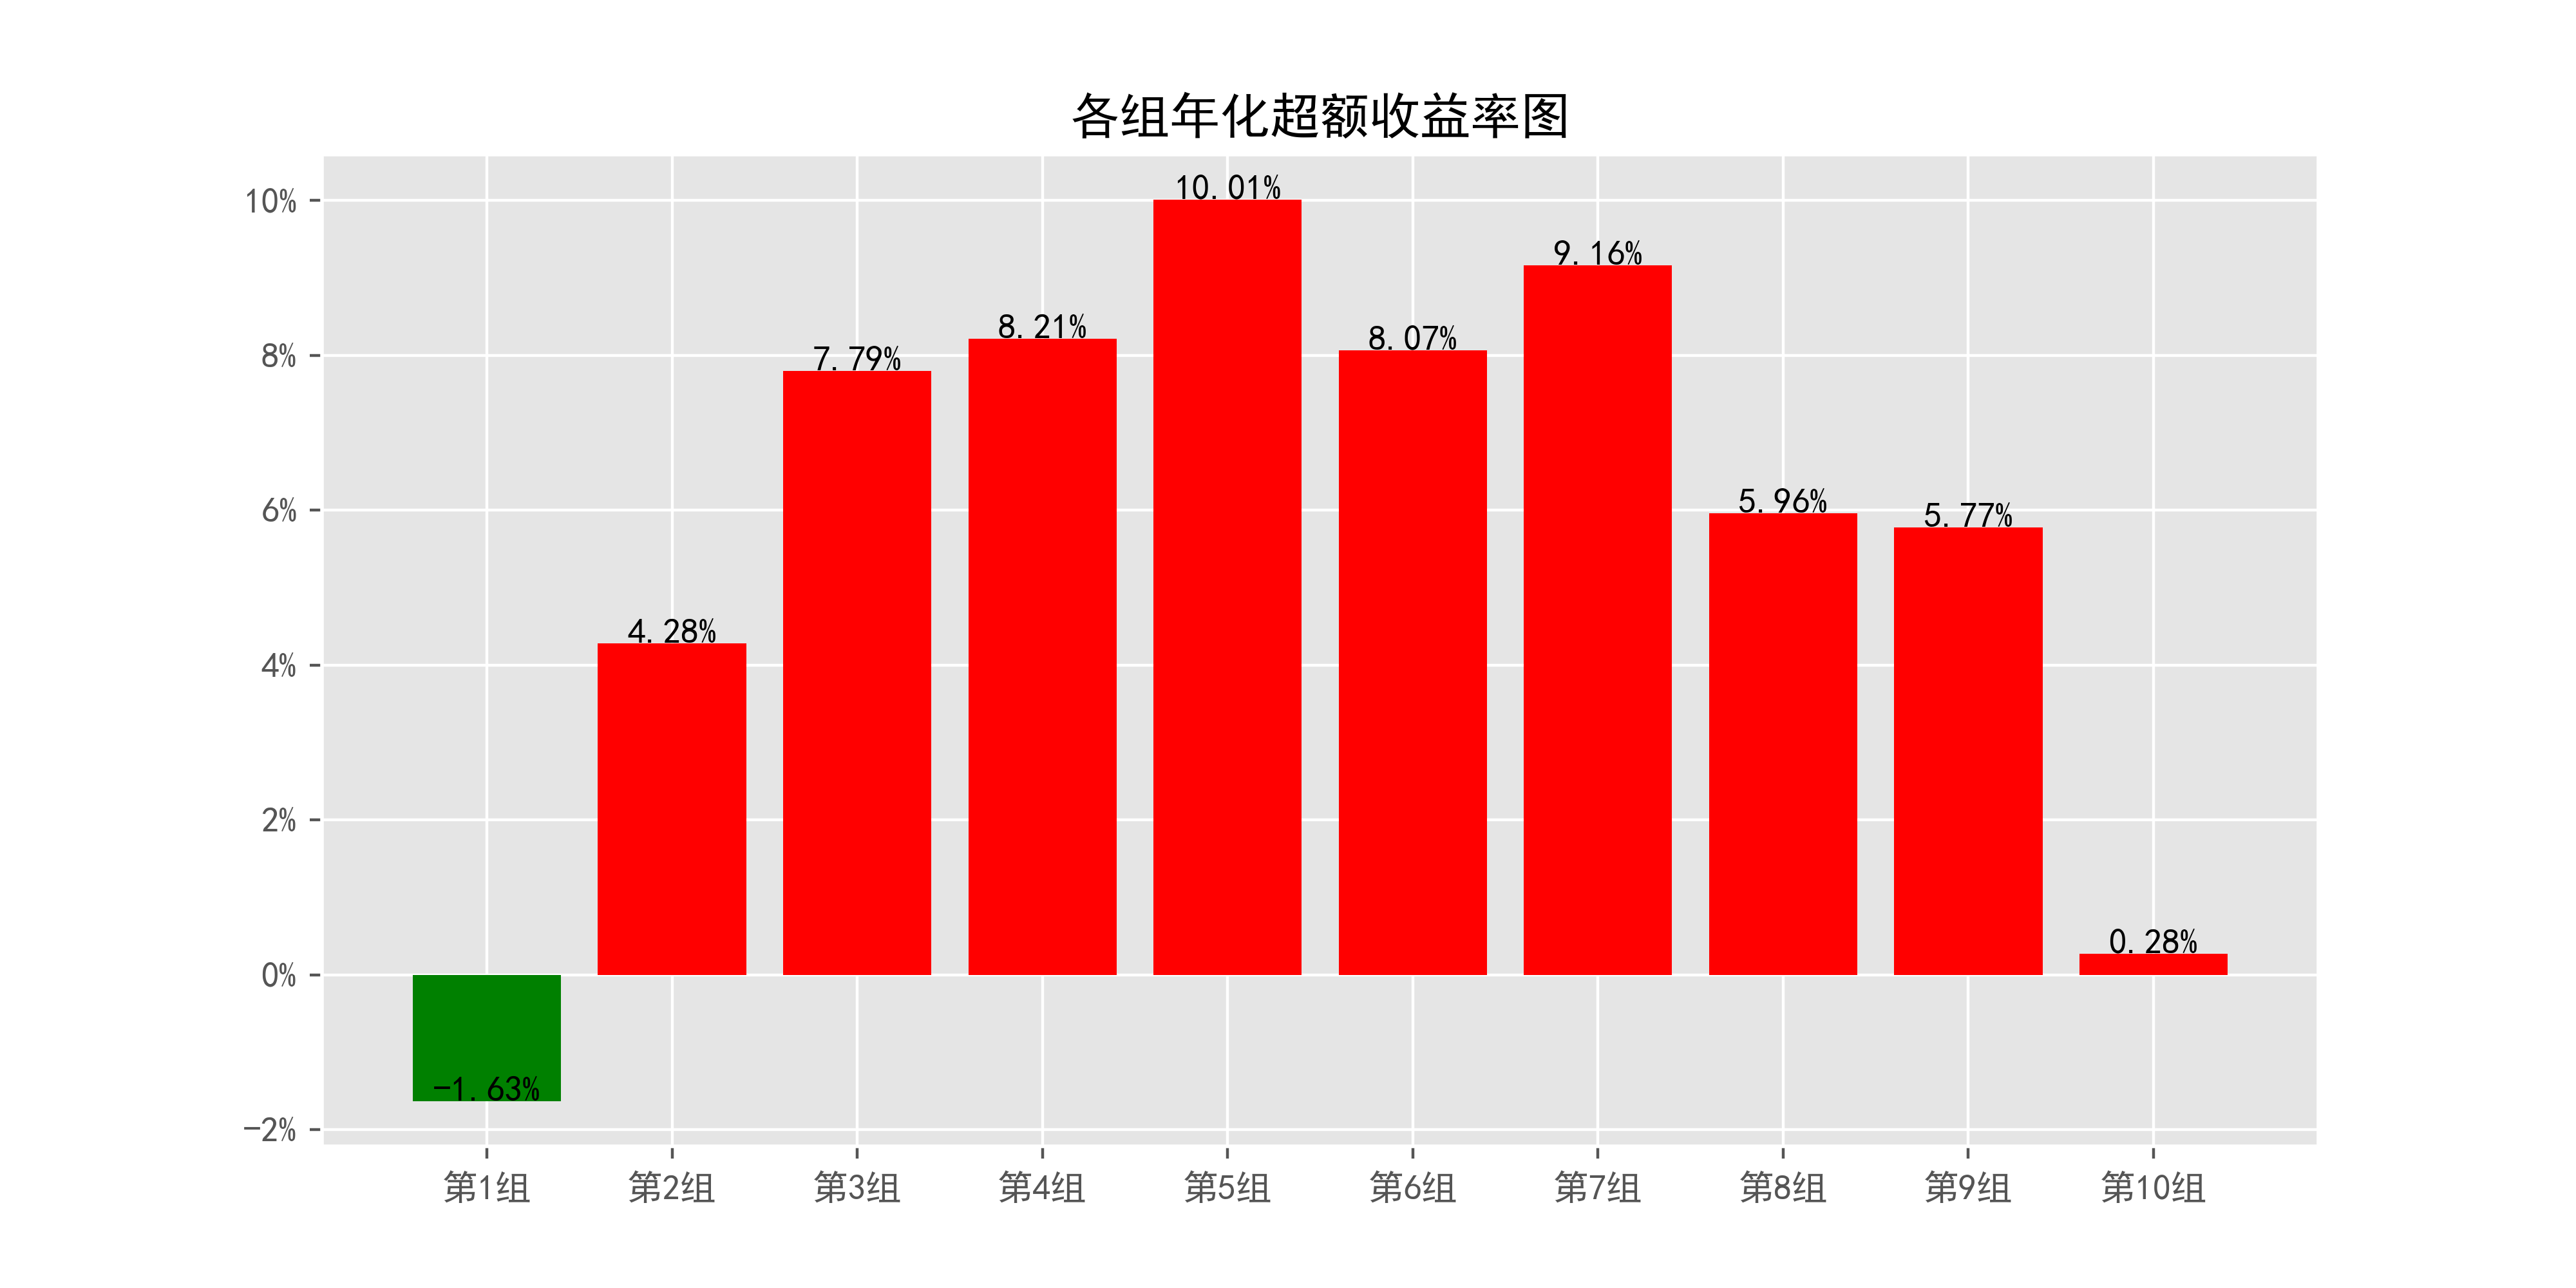 各组年化超额收益率图
10%
8%
6%
4%
2%
0%
−2%
−1.63%
4.28%
7.79%
8.21%
10.01%
8.07%
9.16%
5.96%
5.77%
0.28%
第1组
第2组
第3组
第4组
第5组
第6组
第7组
第8组
第9组
第10组